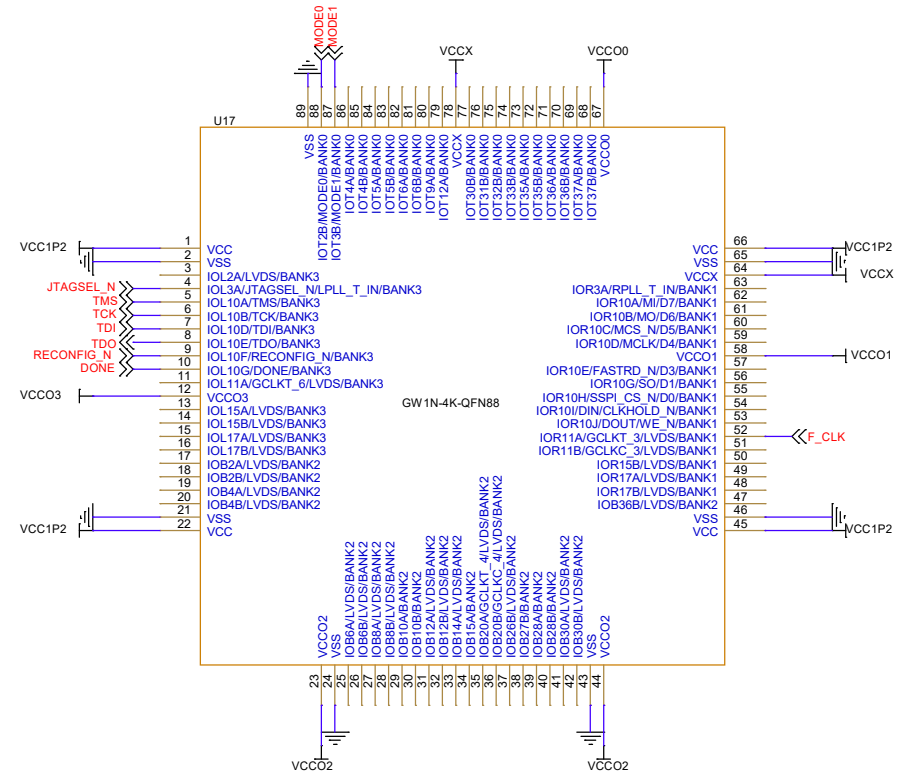 MODE0
MODE1
VCCX
VCCO0
89
88
87
86
85
84
83
82
81
80
79
78
77
76
75
74
73
72
71
70
69
68
67
U17
VSS
IOT2B/MODE0/BANK0
IOT3B/MODE1/BANK0
IOT4A/BANK0
IOT4B/BANK0
IOT5A/BANK0
IOT5B/BANK0
IOT6A/BANK0
IOT6B/BANK0
IOT9A/BANK0
IOT12A/BANK0
VCCX
IOT30B/BANK0
IOT31B/BANK0
IOT32B/BANK0
IOT33B/BANK0
IOT35A/BANK0
IOT35B/BANK0
IOT36A/BANK0
IOT36B/BANK0
IOT37A/BANK0
IOT37B/BANK0
VCCO0
VCC1P2 1 VCC
2 VSS
3 IOL2A/LVDS/BANK3
JTAGSEL_N 4 IOL3A/JTAGSEL_N/LPLL_T_IN/BANK3
TMS 5 IOL10A/TMS/BANK3
TCK 6 IOL10B/TCK/BANK3
TDI 7 IOL10D/TDI/BANK3
TDO 8 IOL10E/TDO/BANK3
RECONFIG_N 9 IOL10F/RECONFIG_N/BANK3
DONE 10 IOL10G/DONE/BANK3
11 IOL11A/GCLKT_6/LVDS/BANK3
VCCO3 12 VCCO3
13 IOL15A/LVDS/BANK3
14 IOL15B/LVDS/BANK3
15 IOL17A/LVDS/BANK3
16 IOL17B/LVDS/BANK3
17 IOB2A/LVDS/BANK2
18 IOB2B/LVDS/BANK2
19 IOB4A/LVDS/BANK2
20 IOB4B/LVDS/BANK2
21 VSS
VCC1P2 22 VCC
GW1N-4K-QFN88
VCC 66 VCC1P2
VSS 65
VCCX 64 VCCX
IOR3A/RPLL_T_IN/BANK1 63
IOR10A/MI/D7/BANK1 62
IOR10B/MO/D6/BANK1 61
IOR10C/MCS_N/D5/BANK1 60
IOR10D/MCLK/D4/BANK1 59
VCCO1 58 VCCO1
IOR10E/FASTRD_N/D3/BANK1 57
IOR10G/SO/D1/BANK1 56
IOR10H/SSPI_CS_N/D0/BANK1 55
IOR10I/DIN/CLKHOLD_N/BANK1 54
IOR10J/DOUT/WE_N/BANK1 53
IOR11A/GCLKT_3/LVDS/BANK1 52 F_CLK
IOR11B/GCLKC_3/LVDS/BANK1 51
IOR15B/LVDS/BANK1 50
IOR17A/LVDS/BANK1 49
IOR17B/LVDS/BANK1 48
IOB36B/LVDS/BANK2 47
VSS 46
VCC 45 VCC1P2
VCCO2
VSS
IOB6A/LVDS/BANK2
IOB6B/LVDS/BANK2
IOB8A/LVDS/BANK2
IOB8B/LVDS/BANK2
IOB10A/BANK2
IOB10B/BANK2
IOB12A/LVDS/BANK2
IOB12B/LVDS/BANK2
IOB14A/LVDS/BANK2
IOB15A/BANK2
IOB20A/GCLKT_4/LVDS/BANK2
IOB20B/GCLKC_4/LVDS/BANK2
IOB26B/LVDS/BANK2
IOB27B/BANK2
IOB28A/BANK2
IOB28B/BANK2
IOB30A/LVDS/BANK2
IOB30B/LVDS/BANK2
VSS
VCCO2
23
24
25
26
27
28
29
30
31
32
33
34
35
36
37
38
39
40
41
42
43
44
VCCO2
VCCO2